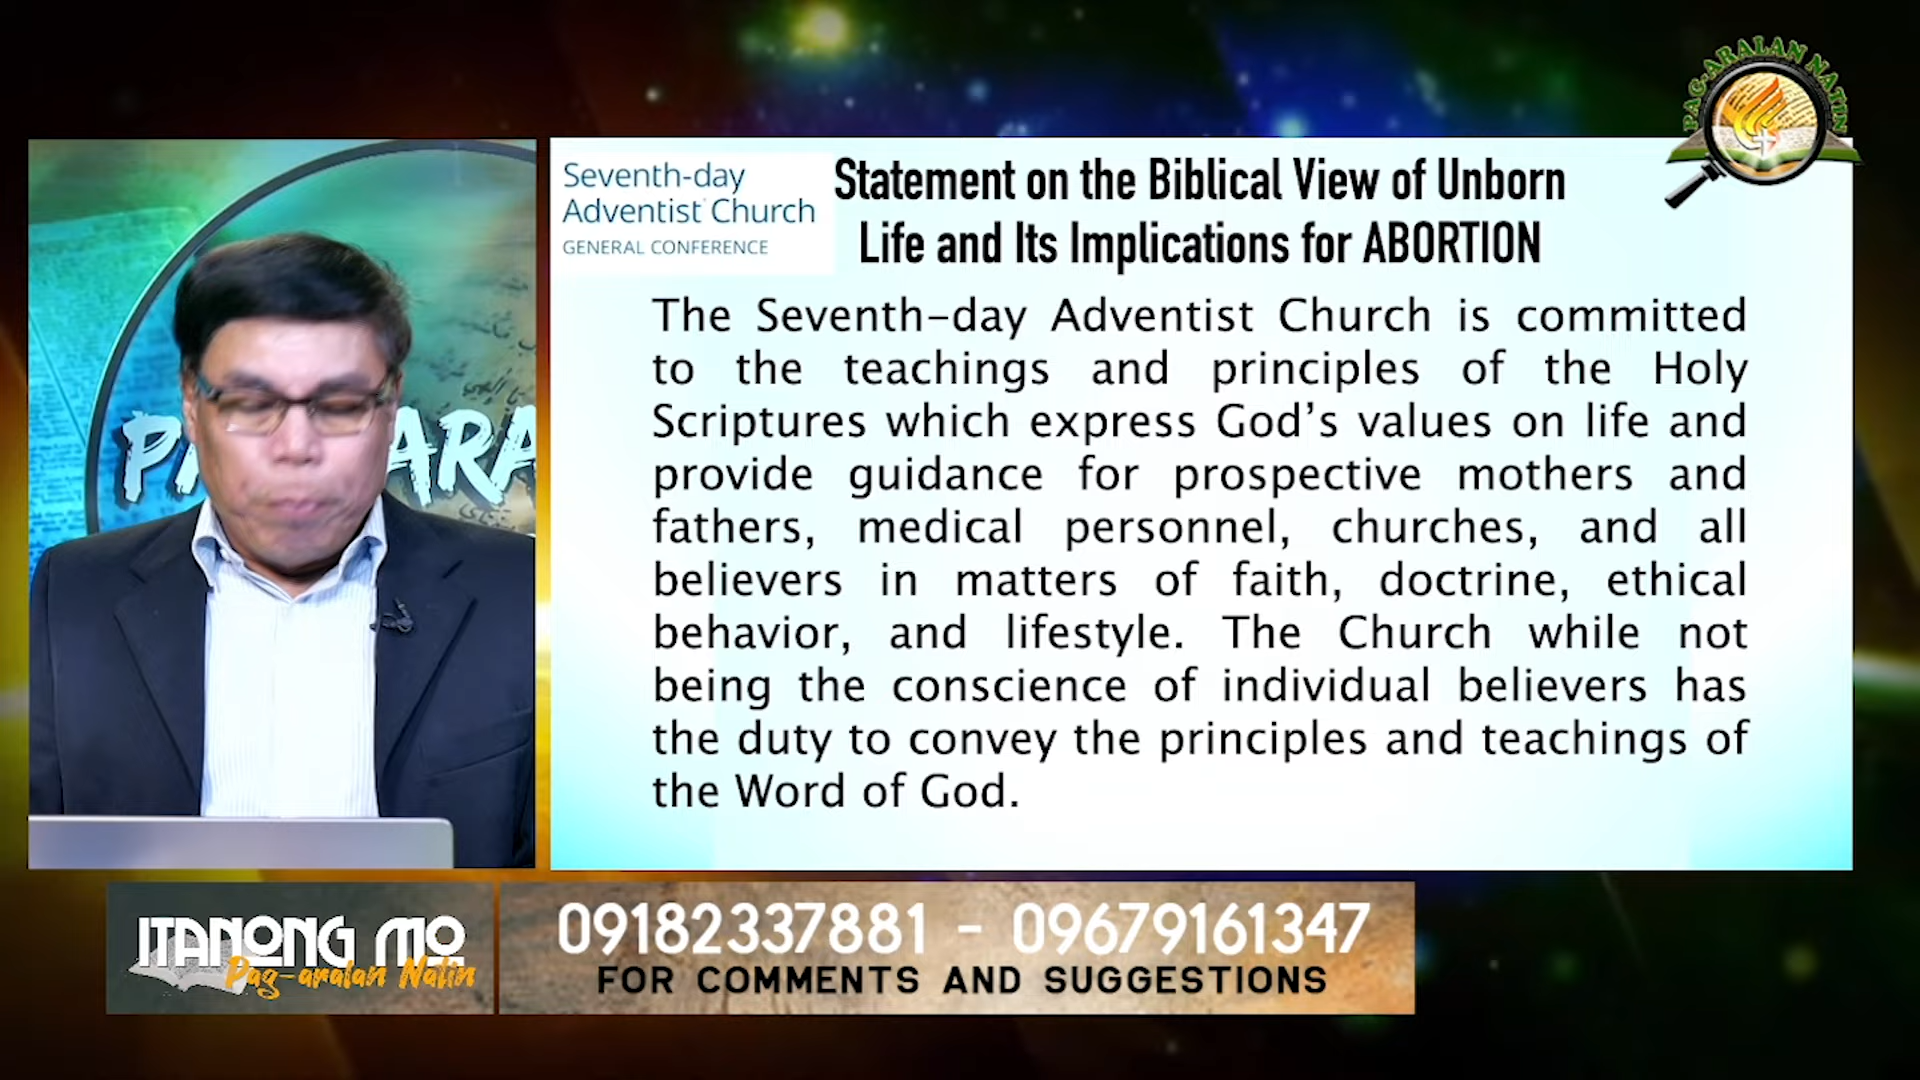 PAG-ARALAN NATIN
Seventh-day
Adventist Church
GENERAL CONFERENCE
Statement on the Biblical View of Unborn
Life and Its Implications for ABORTION
The Seventh-day Adventist Church is committed
to the teachings and principles of the Holy
Scriptures which express God's values on life and
provide guidance for prospective mothers and
fathers, medical personnel, churches, and all
believers in matters of faith, doctrine, ethical
behavior, and lifestyle. The Church while not
being the conscience of individual believers has
the duty to convey the principles and teachings of
the Word of God.
ITANONG MO
Pag-aralan Natin
09182337881 - 09679161347
FOR COMMENTS AND SUGGESTIONS